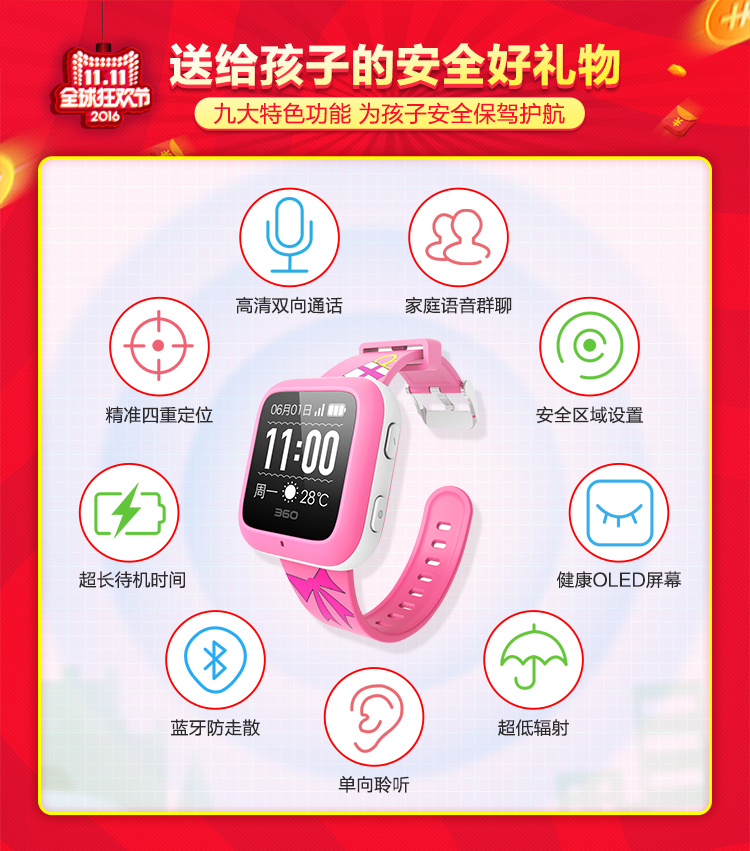 11.11
全球狂欢节
2016
送给孩子的安全好礼物
九大特色功能 为孩子安全保驾护航
高清双向通话
家庭语音群聊
精准四重定位
安全区域设置
06月01日
11:00
周一 28℃
360
超长待机时间
健康OLED屏幕
蓝牙防走散
超低辐射
单向聆听